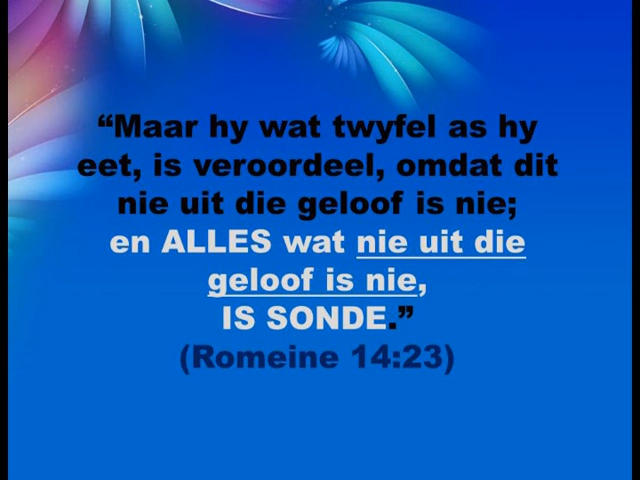 “Maar hy wat twyfel as hy
eet, is veroordeel, omdat dit
nie uit die geloof is nie;
en ALLES wat nie uit die
geloof is nie,
IS SONDE.”
(Romeine 14:23)